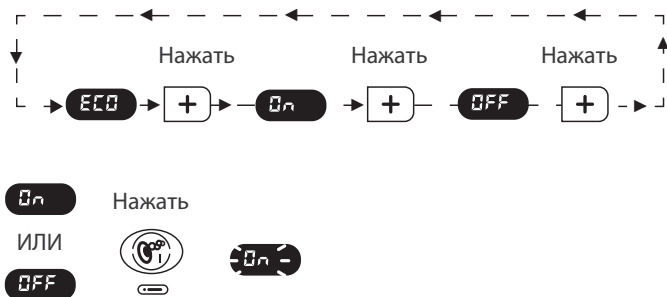 Нажать Нажать Нажать
ECO + On + OFF +
On Нажать
ИЛИ
On
OFF